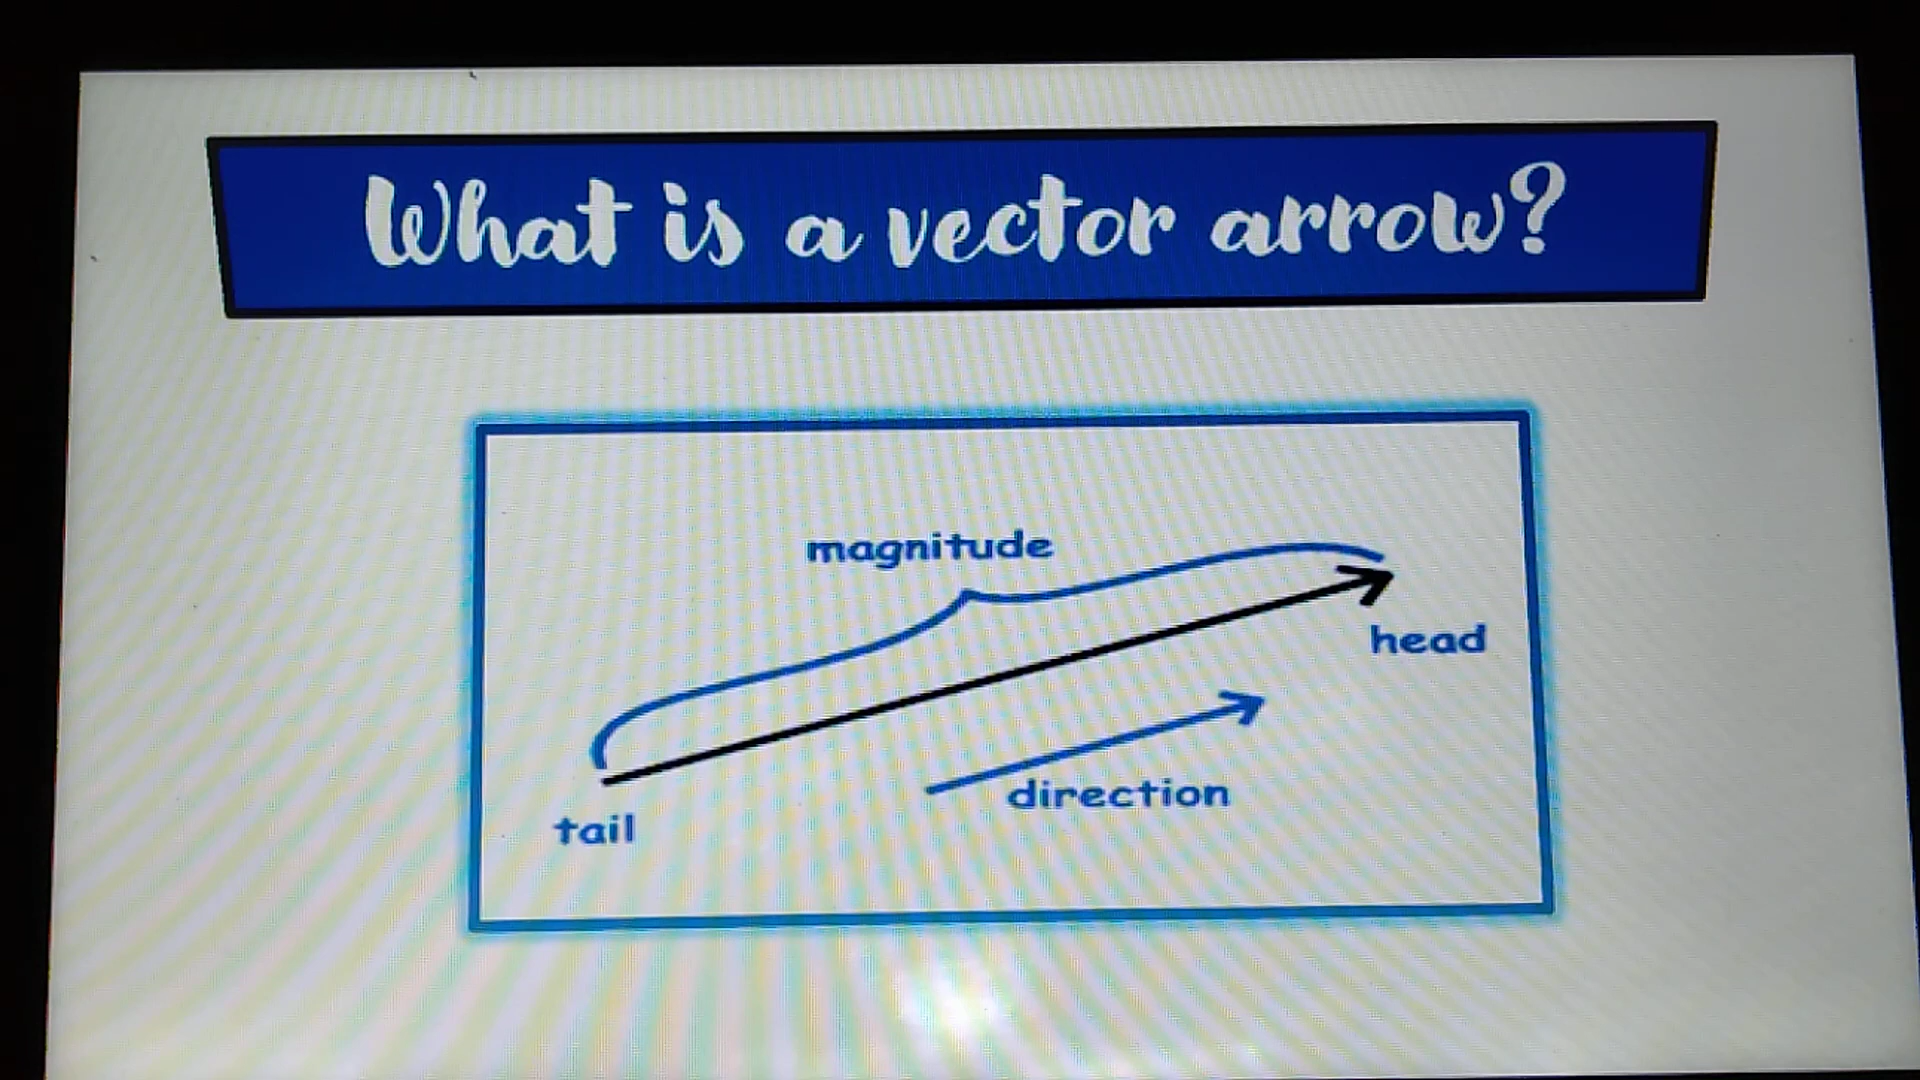 What is a vector arrow?
magnitude
head
direction
tail